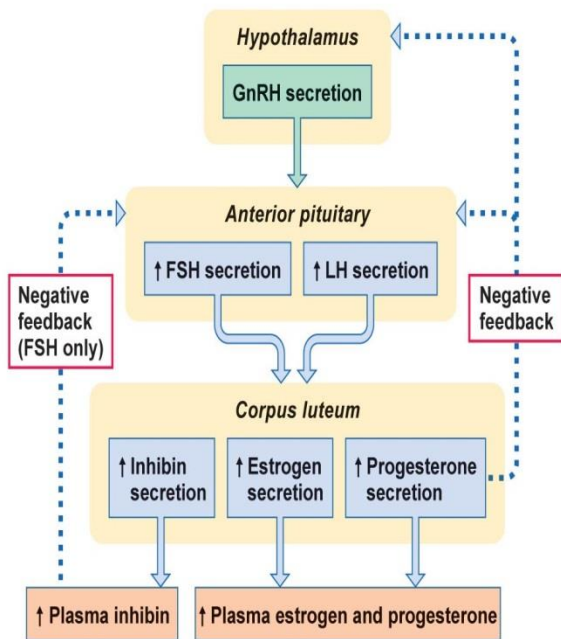 Hypothalamus
GnRH secretion
Anterior pituitary
↑ FSH secretion
↑ LH secretion
Negative
feedback
(FSH only)
Negative
feedback
Corpus luteum
↑ Inhibin
secretion
↑ Estrogen
secretion
↑ Progesterone
secretion
↑ Plasma inhibin
↑ Plasma estrogen and progesterone